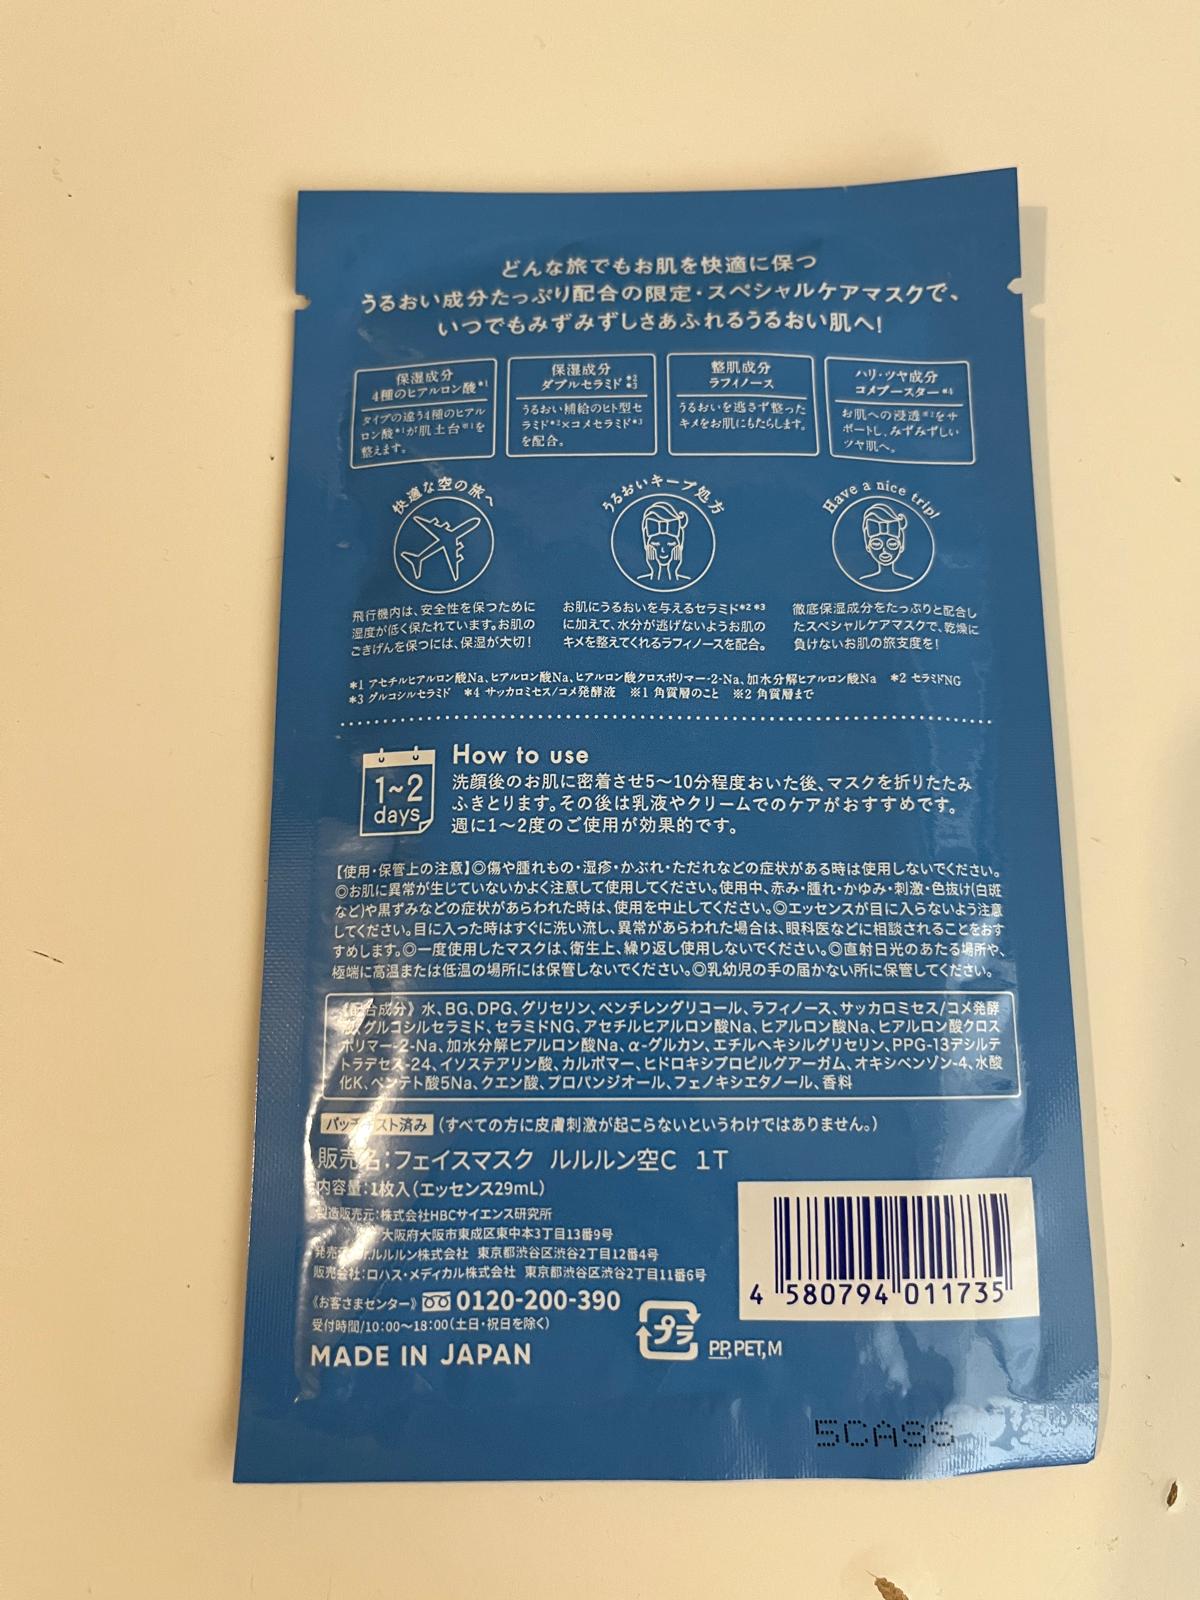 どんな旅でもお肌を快適に保つ
うるおい成分たっぷり配合の限定・スペシャルケアマスクで、
いつでもみずみずしさあふれるうるおい肌へ!
保湿成分
4種のヒアルロン酸*1
タイプの違う4種のヒアル
ロン酸*1が肌土台※1を
整えます。
保湿成分
ダブルセラミド*2*3
うるおい補給のヒト型セ
ラミド*2×コメセラミド*3
を配合。
整肌成分
ラフィノース
うるおいを逃さず整った
キメをお肌にもたらします。
ハリ・ツヤ成分
コメブースター*4
お肌への浸透※2をサ
ポートし、みずみずしい
ツヤ肌へ。
快適な空の旅へ
うるおいキープ処方
Have a nice trip!
飛行機内は、安全性を保つために
湿度が低く保たれています。お肌の
ごきげんを保つには、保湿が大切!
お肌にうるおいを与えるセラミド*2 *3
に加えて、水分が逃げないようお肌の
キメを整えてくれるラフィノースを配合。
徹底保湿成分をたっぷりと配合し
たスペシャルケアマスクで、乾燥に
負けないお肌の旅支度を!
*1 アセチルヒアルロン酸Na、ヒアルロン酸Na、ヒアルロン酸クロスポリマー-2-Na、加水分解ヒアルロン酸Na *2 セラミドNG
*3 グルコシルセラミド *4 サッカロミセス/コメ発酵液 ※1 角質層のこと ※2 角質層まで
1~2
days
How to use
洗顔後のお肌に密着させ5〜10分程度おいた後、マスクを折りたたみ
ふきとります。その後は乳液やクリームでのケアがおすすめです。
週に1〜2度のご使用が効果的です。
【使用・保管上の注意】◎傷や腫れもの・湿疹・かぶれ・ただれなどの症状がある時は使用しないでください。
◎お肌に異常が生じていないかよく注意して使用してください。使用中、赤み・腫れ・かゆみ・刺激・色抜け(白斑
など)や黒ずみなどの症状があらわれた時は、使用を中止してください。◎エッセンスが目に入らないよう注意
してください。目に入った時はすぐに洗い流し、異常があらわれた場合は、眼科医などに相談されることをおす
すめします。◎一度使用したマスクは、衛生上、繰り返し使用しないでください。◎直射日光のあたる場所や、
極端に高温または低温の場所には保管しないでください。◎乳幼児の手の届かない所に保管してください。
《配合成分》水、BG、DPG、グリセリン、ペンチレングリコール、ラフィノース、サッカロミセス/コメ発酵
液、グルコシルセラミド、セラミドNG、アセチルヒアルロン酸Na、ヒアルロン酸Na、ヒアルロン酸クロス
ポリマー-2-Na、加水分解ヒアルロン酸Na、α-グルカン、エチルヘキシルグリセリン、PPG-13デシルテ
トラデセス-24、イソステアリン酸、カルボマー、ヒドロキシプロピルグアーガム、オキシベンゾン-4、水酸
化K、ペンテト酸5Na、クエン酸、プロパンジオール、フェノキシエタノール、香料
パッチテスト済み (すべての方に皮膚刺激が起こらないというわけではありません。)
販売名:フェイスマスク ルルルン空C 1T
内容量:1枚入(エッセンス29mL)
製造販売元:株式会社HBCサイエンス研究所
大阪府大阪市東成区東中本3丁目13番9号
発売元:Dr.ルルルン株式会社 東京都渋谷区渋谷2丁目12番4号
販売会社:ロハス・メディカル株式会社 東京都渋谷区渋谷2丁目11番6号
《お客さまセンター》 0120-200-390
受付時間/10:00〜18:00(土日・祝日を除く)
MADE IN JAPAN
プラ
PP,PET,M
4 580794 011735
5CASS